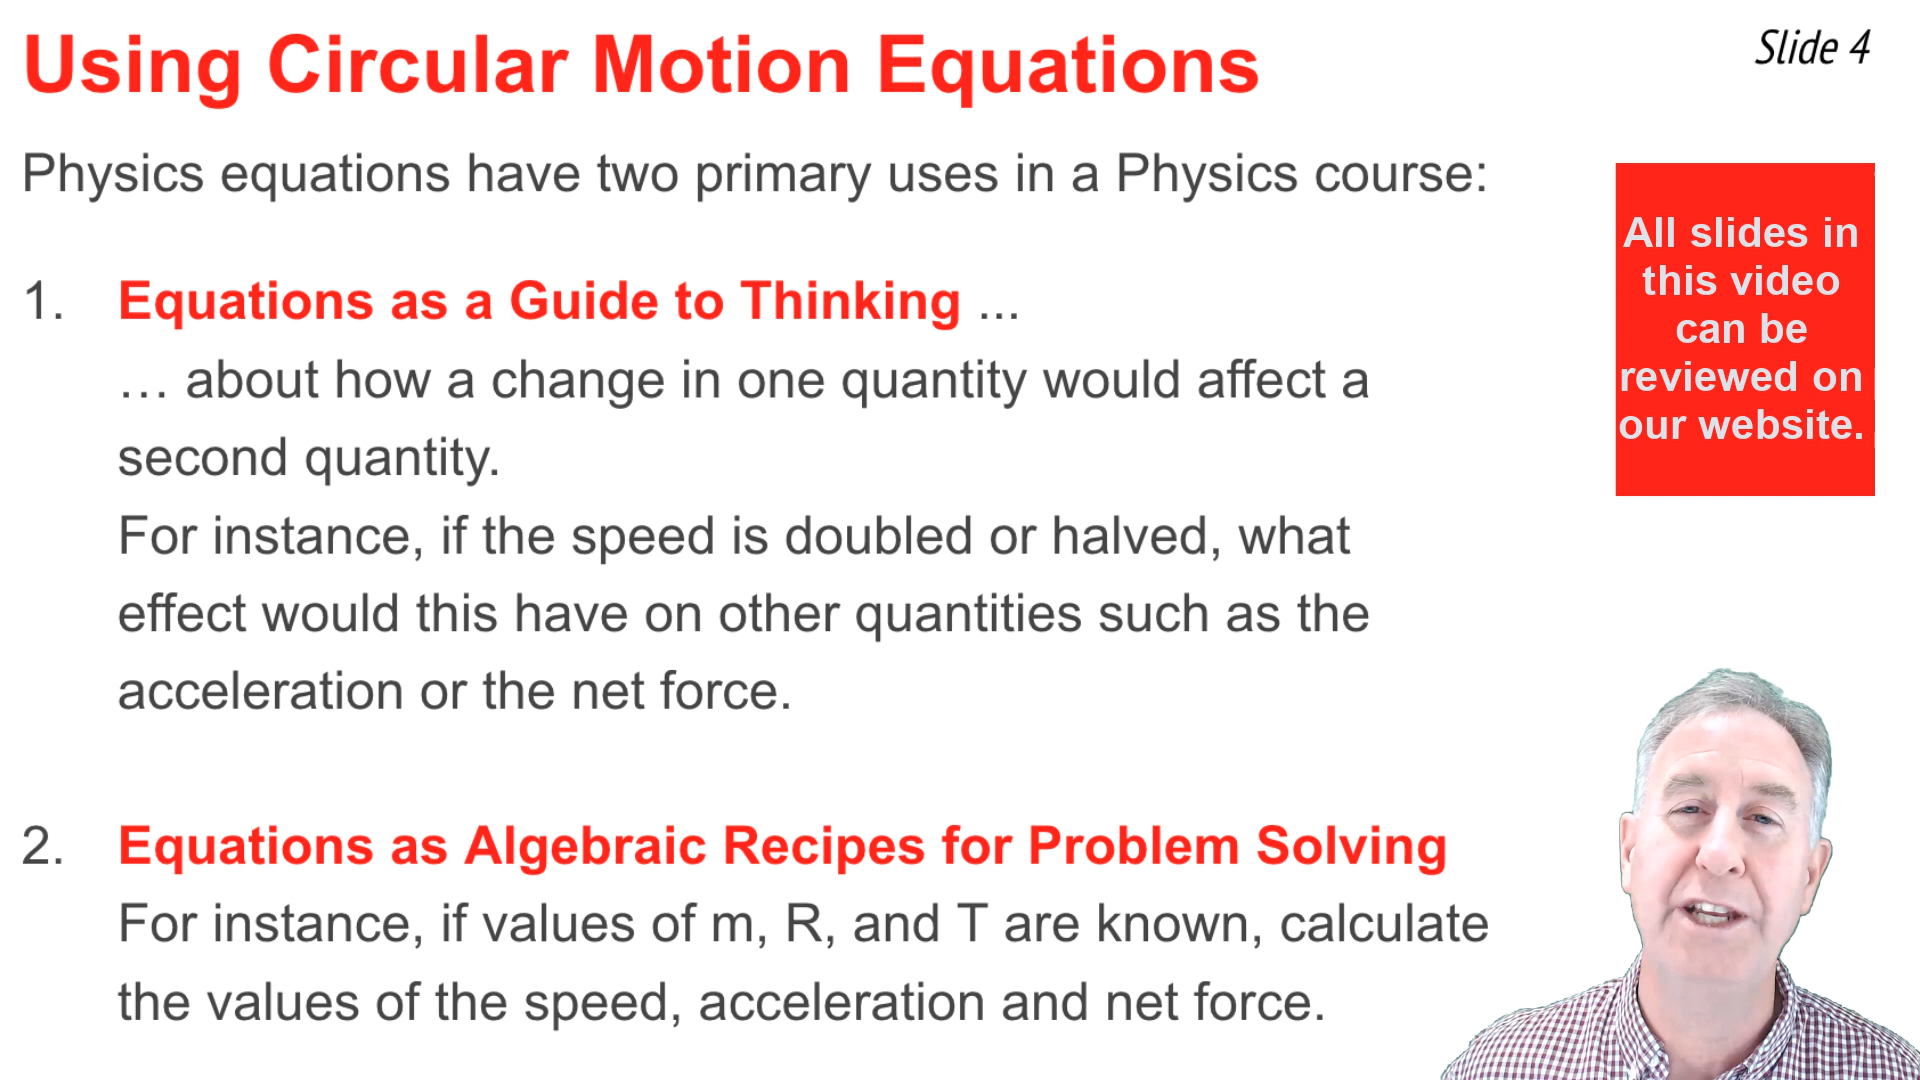 Using Circular Motion Equations
Slide 4
Physics equations have two primary uses in a Physics course:
1. Equations as a Guide to Thinking ...
… about how a change in one quantity would affect a
second quantity.
For instance, if the speed is doubled or halved, what
effect would this have on other quantities such as the
acceleration or the net force.
2. Equations as Algebraic Recipes for Problem Solving
For instance, if values of m, R, and T are known, calculate
the values of the speed, acceleration and net force.
All slides in
this video
can be
reviewed on
our website.